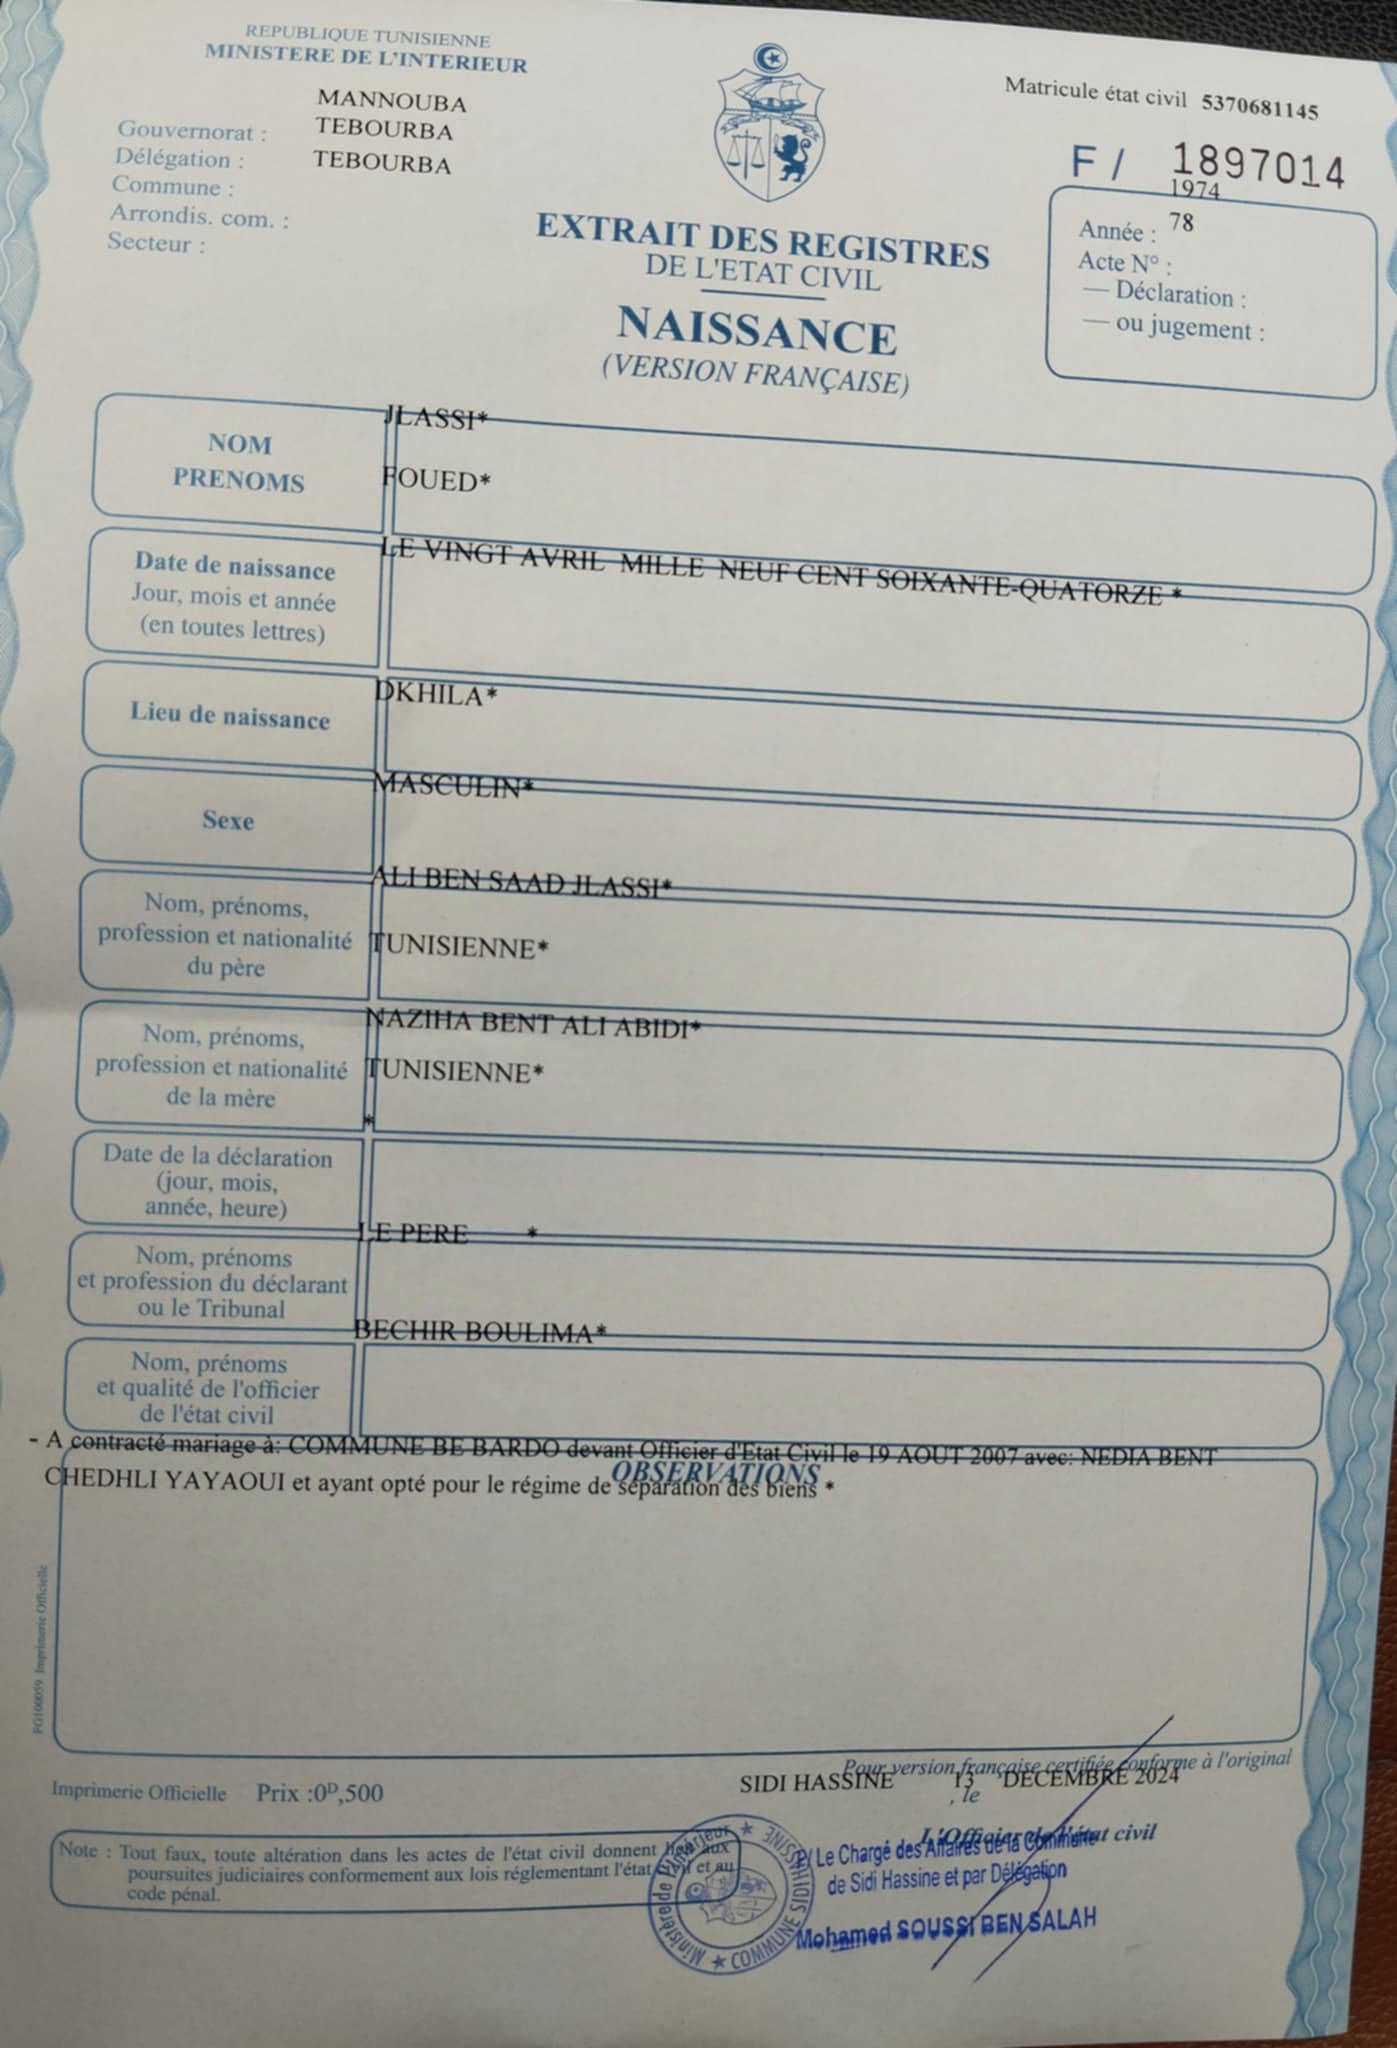 REPUBLIQUE TUNISIENNE
MINISTERE DE L'INTERIEUR
MANNOUBA
Gouvernorat : TEBOURBA
Délégation : TEBOURBA
Commune :
Arrondis. com. :
Secteur :
Matricule état civil 5370681145
F / 1897014
1974
Année : 78
Acte N° :
— Déclaration :
— ou jugement :
EXTRAIT DES REGISTRES
DE L'ETAT CIVIL
NAISSANCE
(VERSION FRANÇAISE)
JLASSI*
NOM
PRENOMS
FOUED*
LE VINGT AVRIL MILLE NEUF CENT SOIXANTE-QUATORZE *
Date de naissance
Jour, mois et année
(en toutes lettres)
DKHILA*
Lieu de naissance
MASCULIN*
Sexe
ALI BEN SAAD JLASSI*
Nom, prénoms,
profession et nationalité
du père
TUNISIENNE*
NAZIHA BENT ALI ABIDI*
Nom, prénoms,
profession et nationalité
de la mère
TUNISIENNE*
*
Date de la déclaration
(jour, mois,
année, heure)
LE PERE *
Nom, prénoms
et profession du déclarant
ou le Tribunal
BECHIR BOULIMA*
Nom, prénoms
et qualité de l'officier
de l'état civil
- A contracté mariage à: COMMUNE BE BARDO devant Officier d'Etat Civil le 19 AOUT 2007 avec: NEDIA BENT
OBSERVATIONS
CHEDHLI YAYAOUI et ayant opté pour le régime de séparation des biens *
PG100059 Imprimerie Officielle
Pour version française certifiée conforme à l'original
Imprimerie Officielle Prix :0D,500
SIDI HASSINE 13 DECEMBRE 2024
, le
L'Officier de l'état civil
Note : Tout faux, toute altération dans les actes de l'état civil donnent lieu aux
poursuites judiciaires conformement aux lois réglementant l'état civil et au
code pénal.
Ministère de l'Intérieur ★ COMMUNE SIDI HASSINE ★
P/ Le Chargé des Affaires de la Commune
de Sidi Hassine et par Délégation
Mohamed SOUSSI BEN SALAH